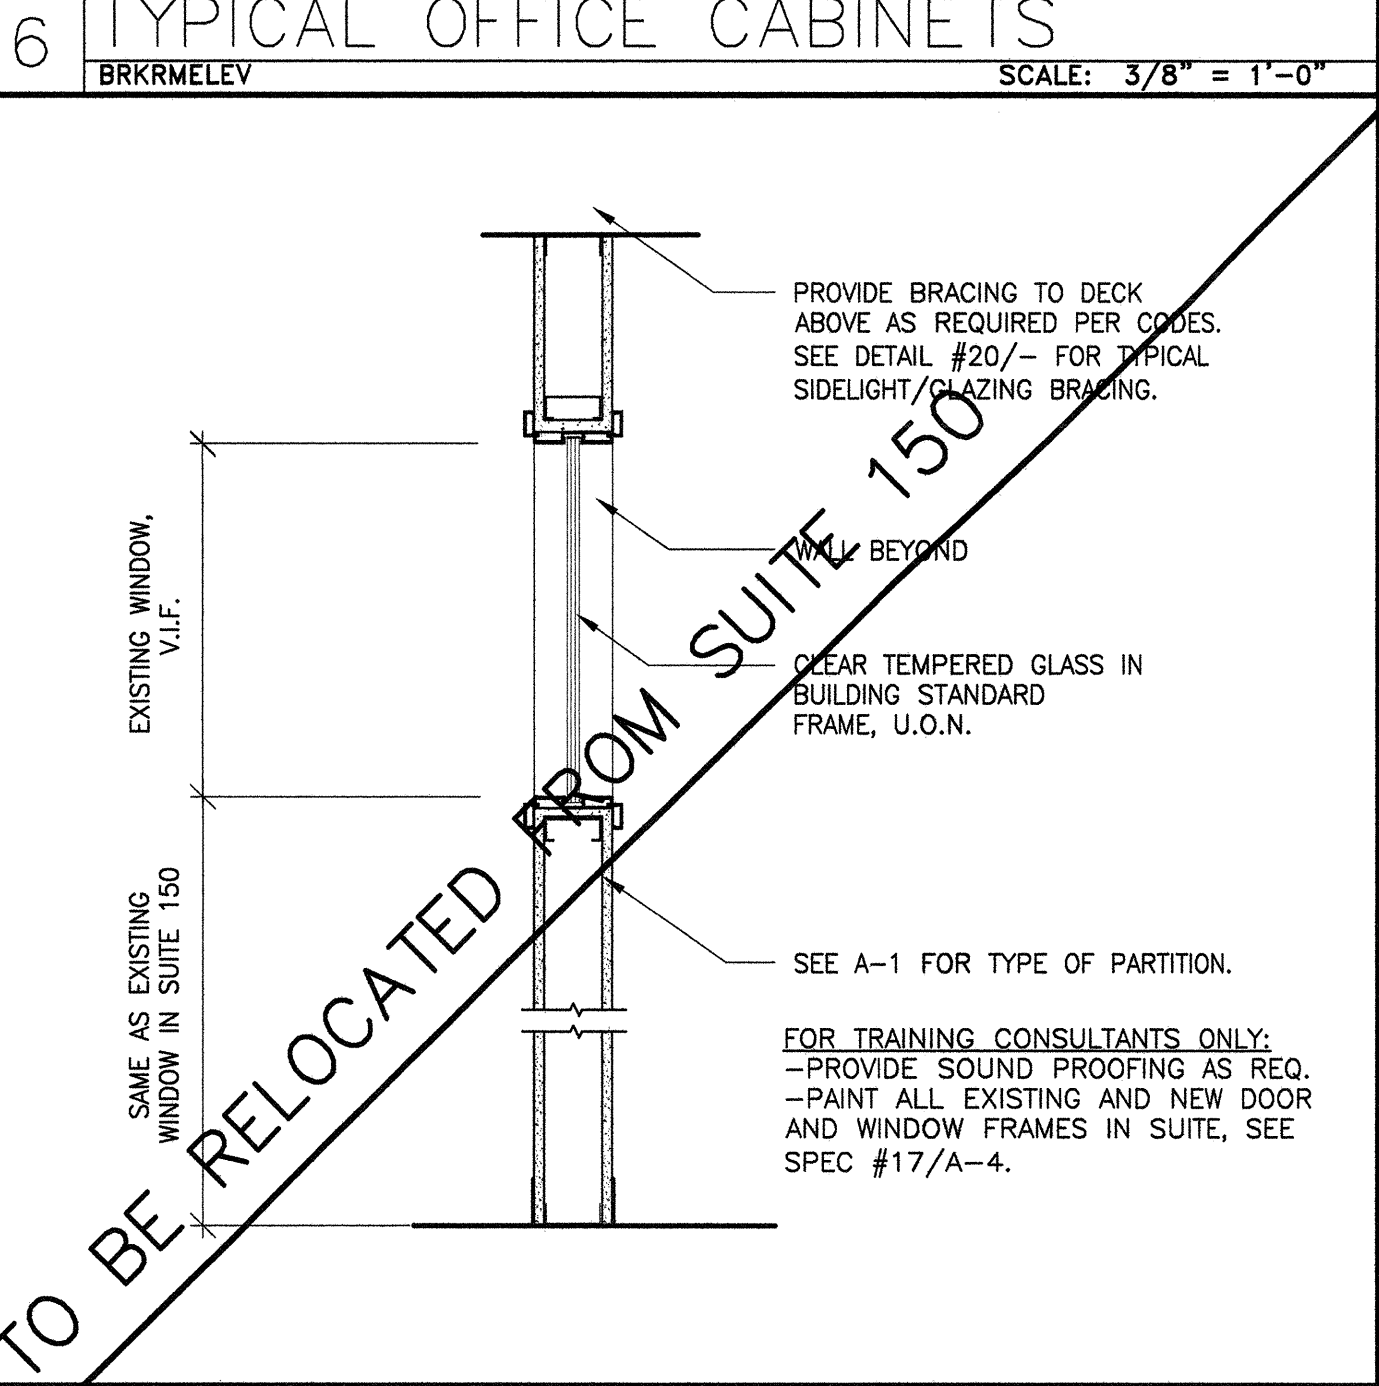 6
TYPICAL OFFICE CABINETS
BRKRMELEV
SCALE: 3/8" = 1'-0"
PROVIDE BRACING TO DECK
ABOVE AS REQUIRED PER CODES.
SEE DETAIL #20/- FOR TYPICAL
SIDELIGHT/GLAZING BRACING.
EXISTING WINDOW,
V.I.F.
WALL BEYOND
CLEAR TEMPERED GLASS IN
BUILDING STANDARD
FRAME, U.O.N.
TO BE RELOCATED FROM SUITE 150
SAME AS EXISTING
WINDOW IN SUITE 150
SEE A-1 FOR TYPE OF PARTITION.
FOR TRAINING CONSULTANTS ONLY:
-PROVIDE SOUND PROOFING AS REQ.
-PAINT ALL EXISTING AND NEW DOOR
AND WINDOW FRAMES IN SUITE, SEE
SPEC #17/A-4.